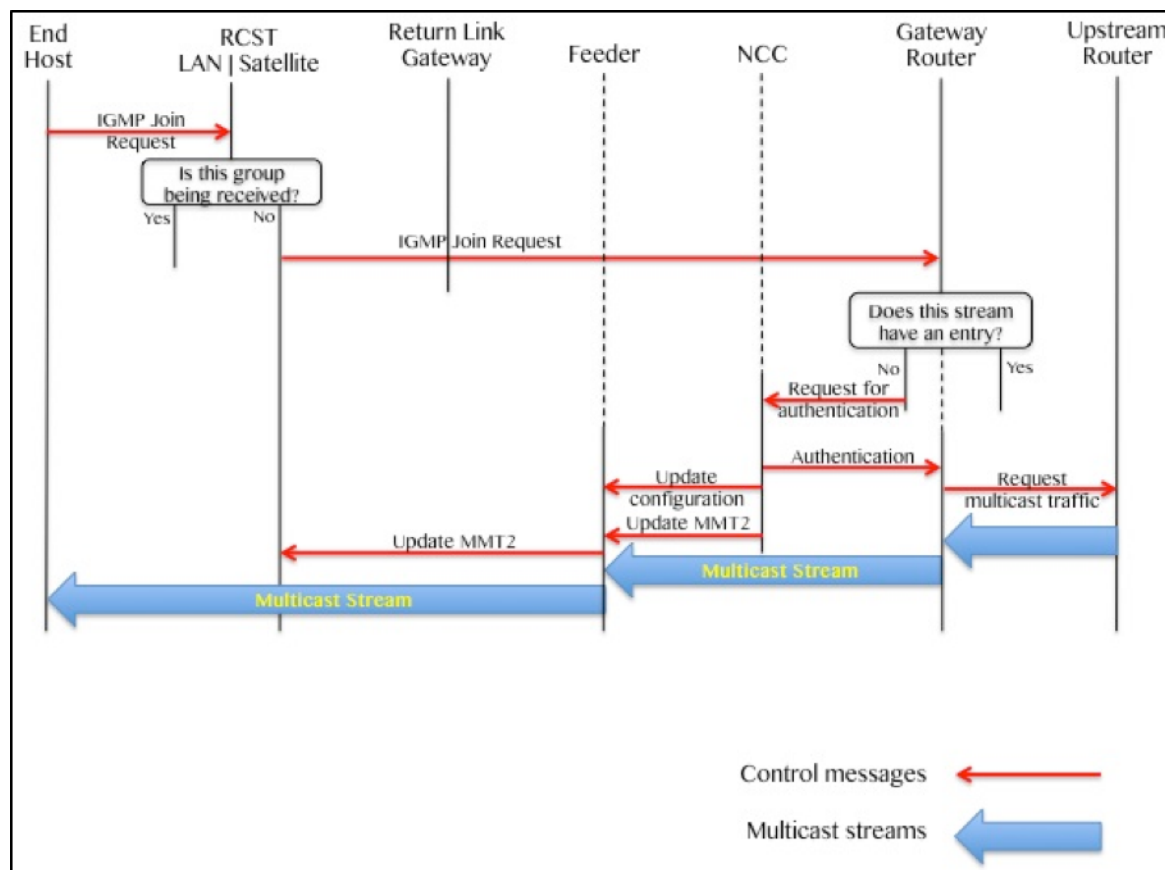 End
Host
RCST
LAN | Satellite
Return Link
Gateway
Feeder
NCC
Gateway
Router
Upstream
Router
IGMP Join
Request
Is this group
being received?
Yes
No
IGMP Join Request
Does this stream
have an entry?
No
Yes
Request for
authentication
Authentication
Update
configuration
Request
multicast traffic
Update MMT2
Update MMT2
Multicast Stream
Multicast Stream
Control messages
Multicast streams